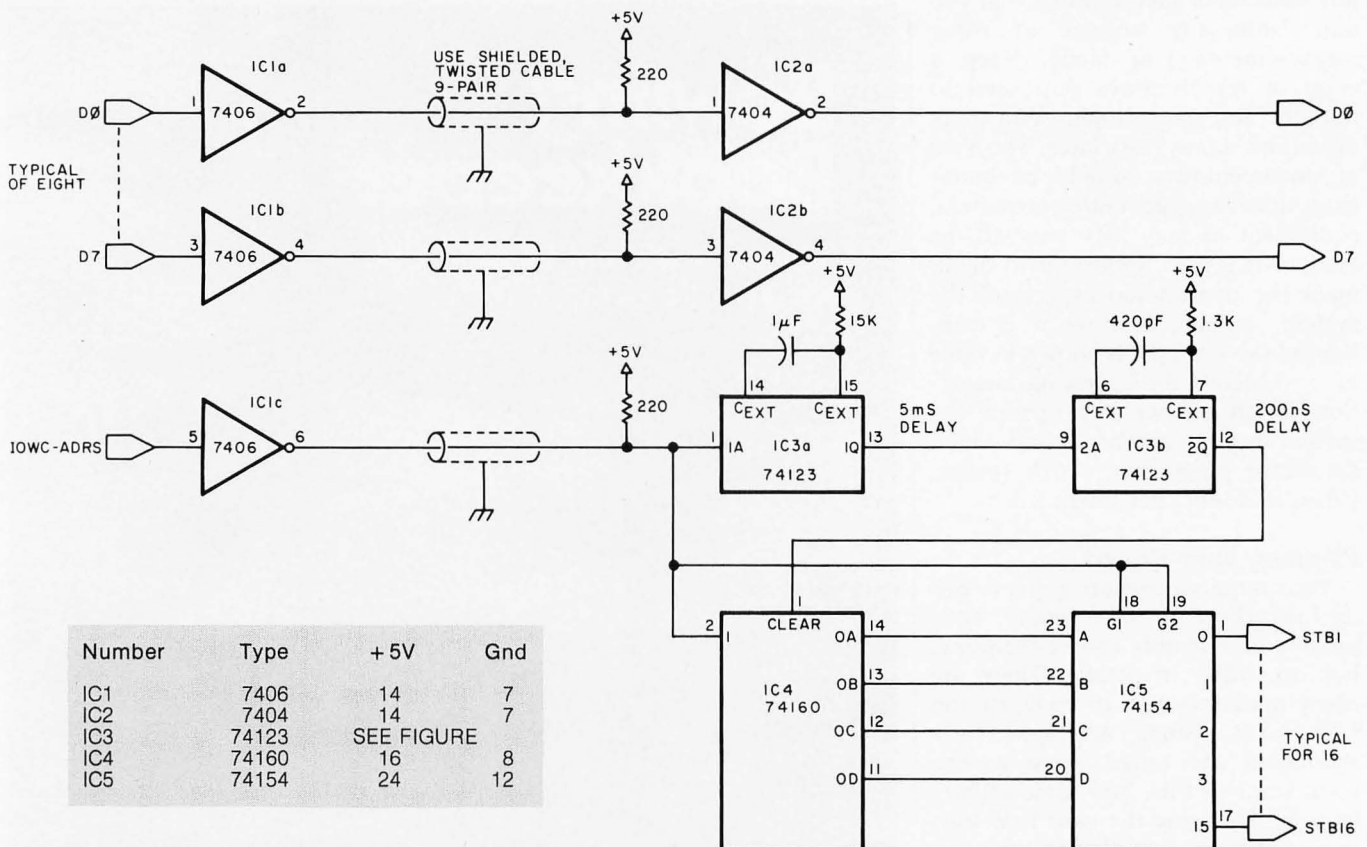 +5V
IC1a
USE SHIELDED,
TWISTED CABLE
9-PAIR
220
IC2a
DØ
1
7406
2
1
7404
2
DØ
TYPICAL
OF EIGHT
+5V
IC1b
220
IC2b
D7
3
7406
4
3
7404
4
D7
+5V
+5V
1µF
15K
420pF
1.3K
+5V
14
15
6
7
IC1c
220
CEXT
CEXT
5mS
DELAY
CEXT
CEXT
200nS
DELAY
IOWC-ADRS
5
7406
6
1
1A
IC3a
1Q
13
9
2A
IC3b
2Q
12
74123
74123
1
18
19
2
I
CLEAR
OA
14
23
A
G1
G2
O
1
STB1
OB
13
22
B
1
IC4
74160
IC5
74154
OC
12
21
C
2
TYPICAL
FOR 16
OD
11
20
D
3
15
17
STB16
Number Type +5V Gnd
IC1 7406 14 7
IC2 7404 14 7
IC3 74123 SEE FIGURE
IC4 74160 16 8
IC5 74154 24 12